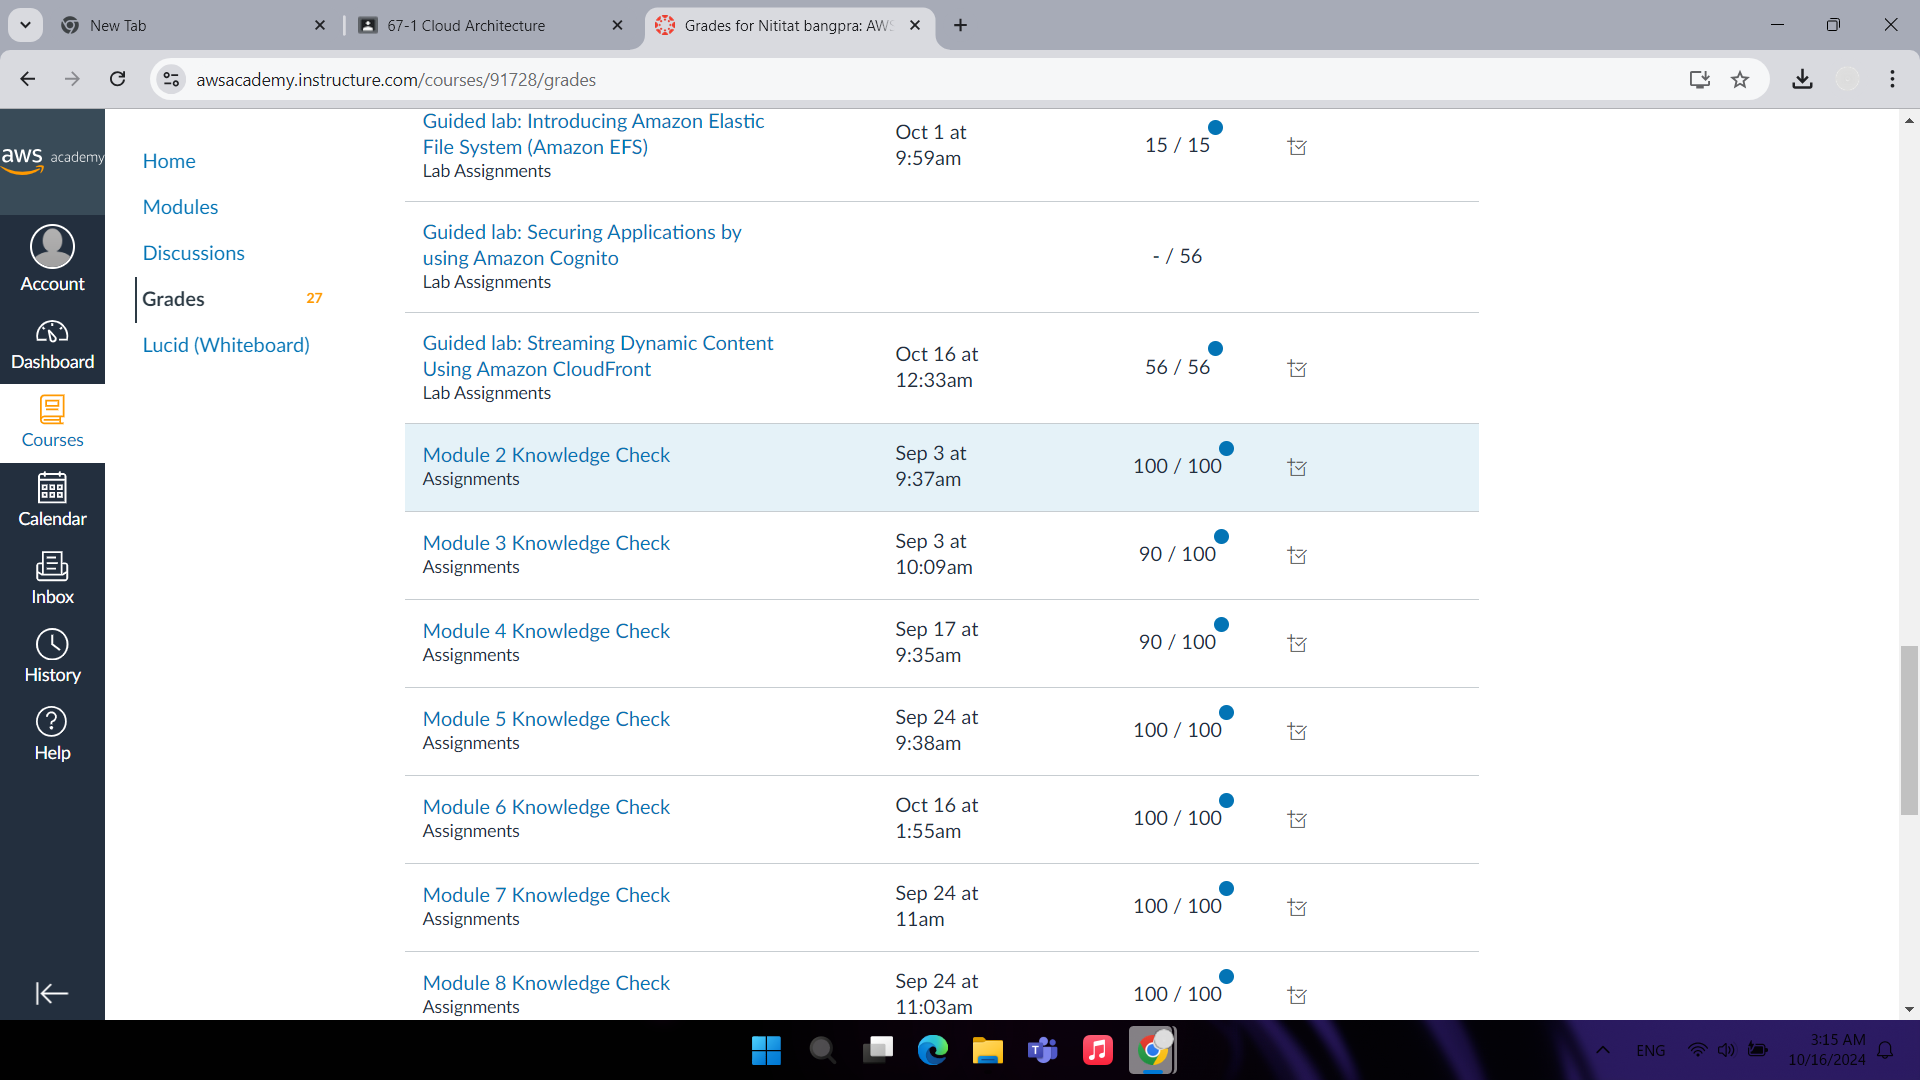 New Tab
67-1 Cloud Architecture
Grades for Nititat bangpra: AWS
awsacademy.instructure.com/courses/91728/grades
aws academy
Account
Dashboard
Courses
Calendar
Inbox
History
Help
Home
Modules
Discussions
Grades 27
Lucid (Whiteboard)
Guided lab: Introducing Amazon Elastic
File System (Amazon EFS)
Lab Assignments
Oct 1 at
9:59am
15 / 15
Guided lab: Securing Applications by
using Amazon Cognito
Lab Assignments
- / 56
Guided lab: Streaming Dynamic Content
Using Amazon CloudFront
Lab Assignments
Oct 16 at
12:33am
56 / 56
Module 2 Knowledge Check
Assignments
Sep 3 at
9:37am
100 / 100
Module 3 Knowledge Check
Assignments
Sep 3 at
10:09am
90 / 100
Module 4 Knowledge Check
Assignments
Sep 17 at
9:35am
90 / 100
Module 5 Knowledge Check
Assignments
Sep 24 at
9:38am
100 / 100
Module 6 Knowledge Check
Assignments
Oct 16 at
1:55am
100 / 100
Module 7 Knowledge Check
Assignments
Sep 24 at
11am
100 / 100
Module 8 Knowledge Check
Assignments
Sep 24 at
11:03am
100 / 100
ENG
3:15 AM
10/16/2024